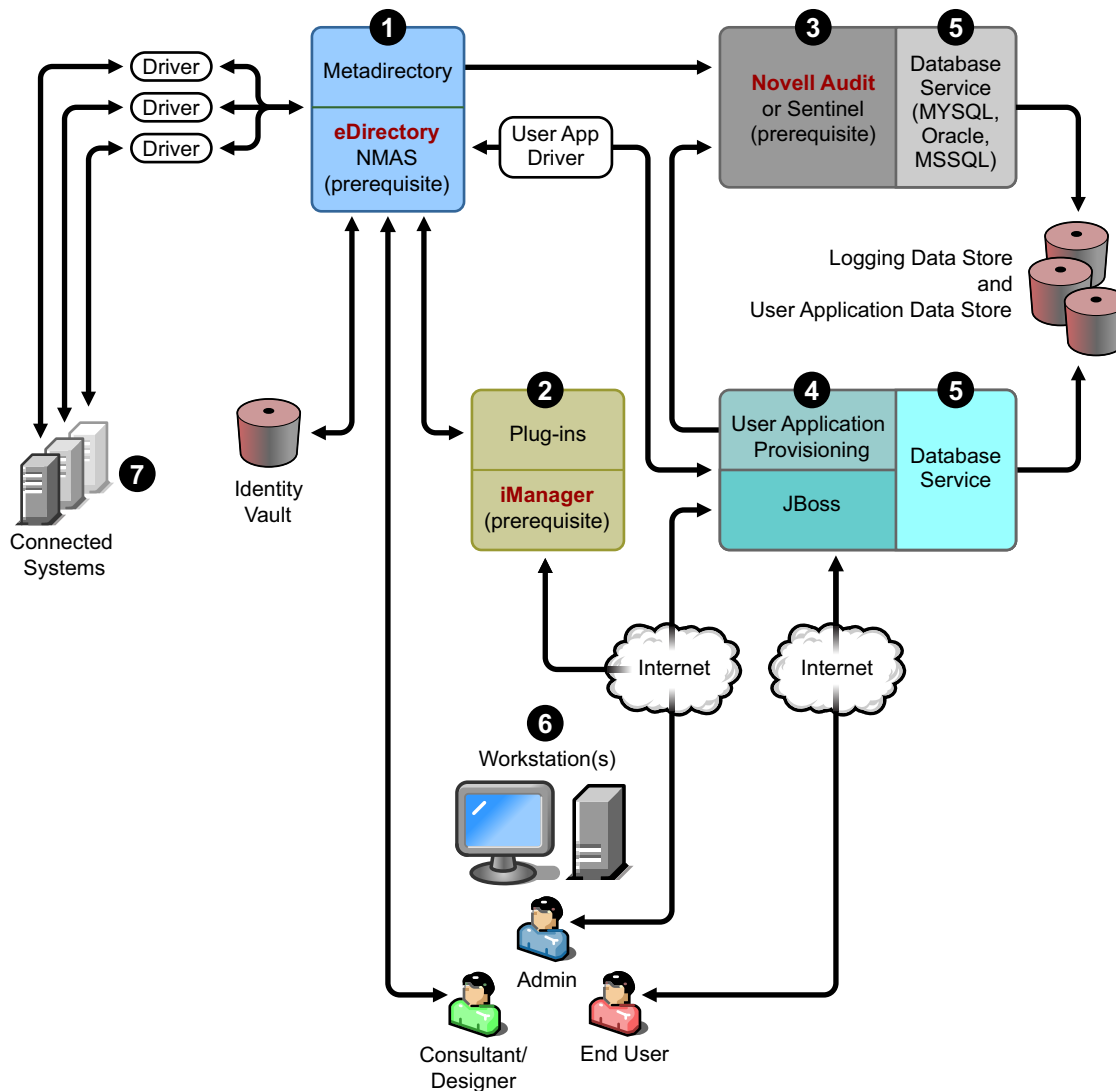 1
3
5
Driver
Driver
Driver
Metadirectory
eDirectory
NMAS
(prerequisite)
User App
Driver
Novell Audit
or Sentinel
(prerequisite)
Database
Service
(MYSQL,
Oracle,
MSSQL)
Logging Data Store
and
User Application Data Store
2
Plug-ins
iManager
(prerequisite)
4
5
User Application
Provisioning
JBoss
Database
Service
7
Connected
Systems
Identity
Vault
Internet
Internet
6
Workstation(s)
Admin
Consultant/
Designer
End User